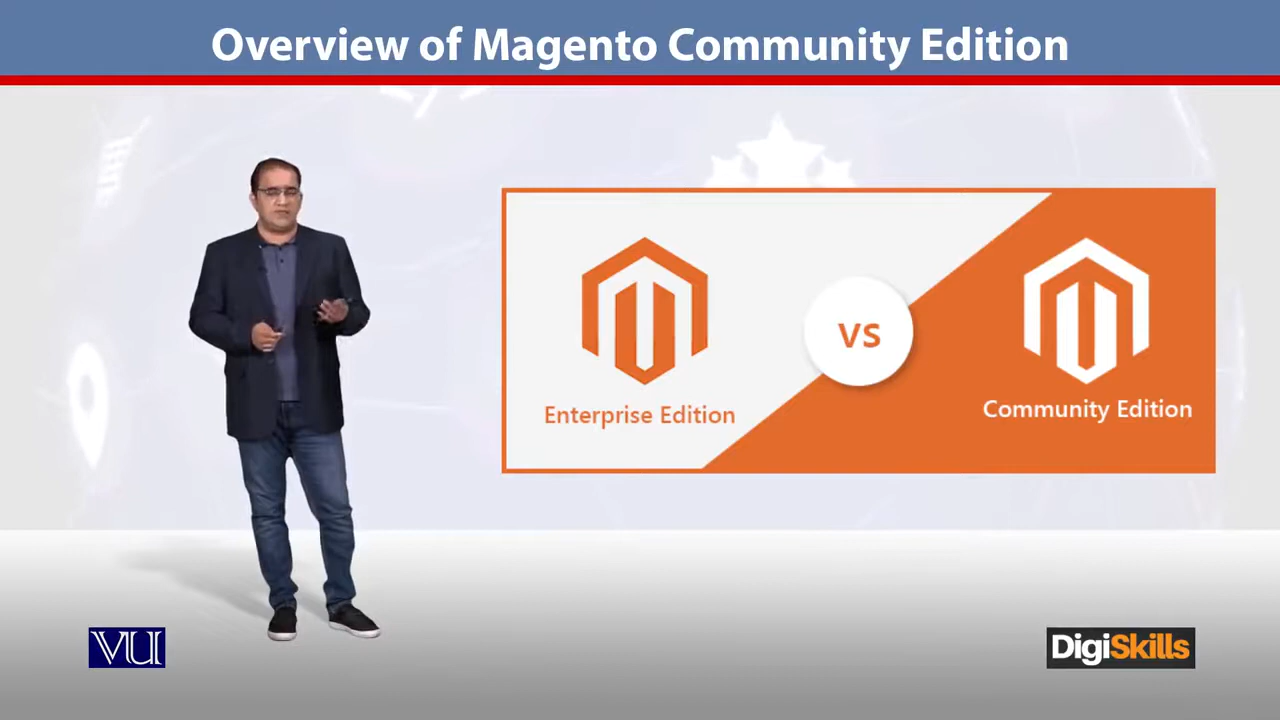 Overview of Magento Community Edition
VS
Enterprise Edition
Community Edition
VU
DigiSkills